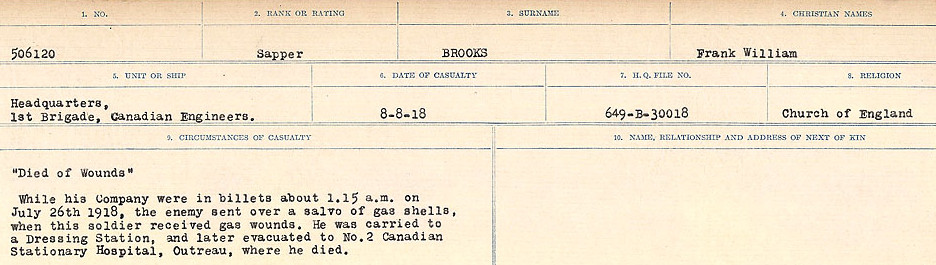 1. NO. 2. RANK OR RATING 3. SURNAME 4. CHRISTIAN NAMES
506120 Sapper BROOKS Frank William
5. UNIT OR SHIP 6. DATE OF CASUALTY 7. H.Q. FILE NO. 8. RELIGION
Headquarters,
1st Brigade, Canadian Engineers. 8-8-18 649-B-30018 Church of England
9. CIRCUMSTANCES OF CASUALTY 10. NAME, RELATIONSHIP AND ADDRESS OF NEXT OF KIN
"Died of Wounds"
While his Company were in billets about 1.15 a.m. on
July 26th 1918, the enemy sent over a salvo of gas shells,
when this soldier received gas wounds. He was carried to
a Dressing Station, and later evacuated to No.2 Canadian
Stationary Hospital, Outreau, where he died.